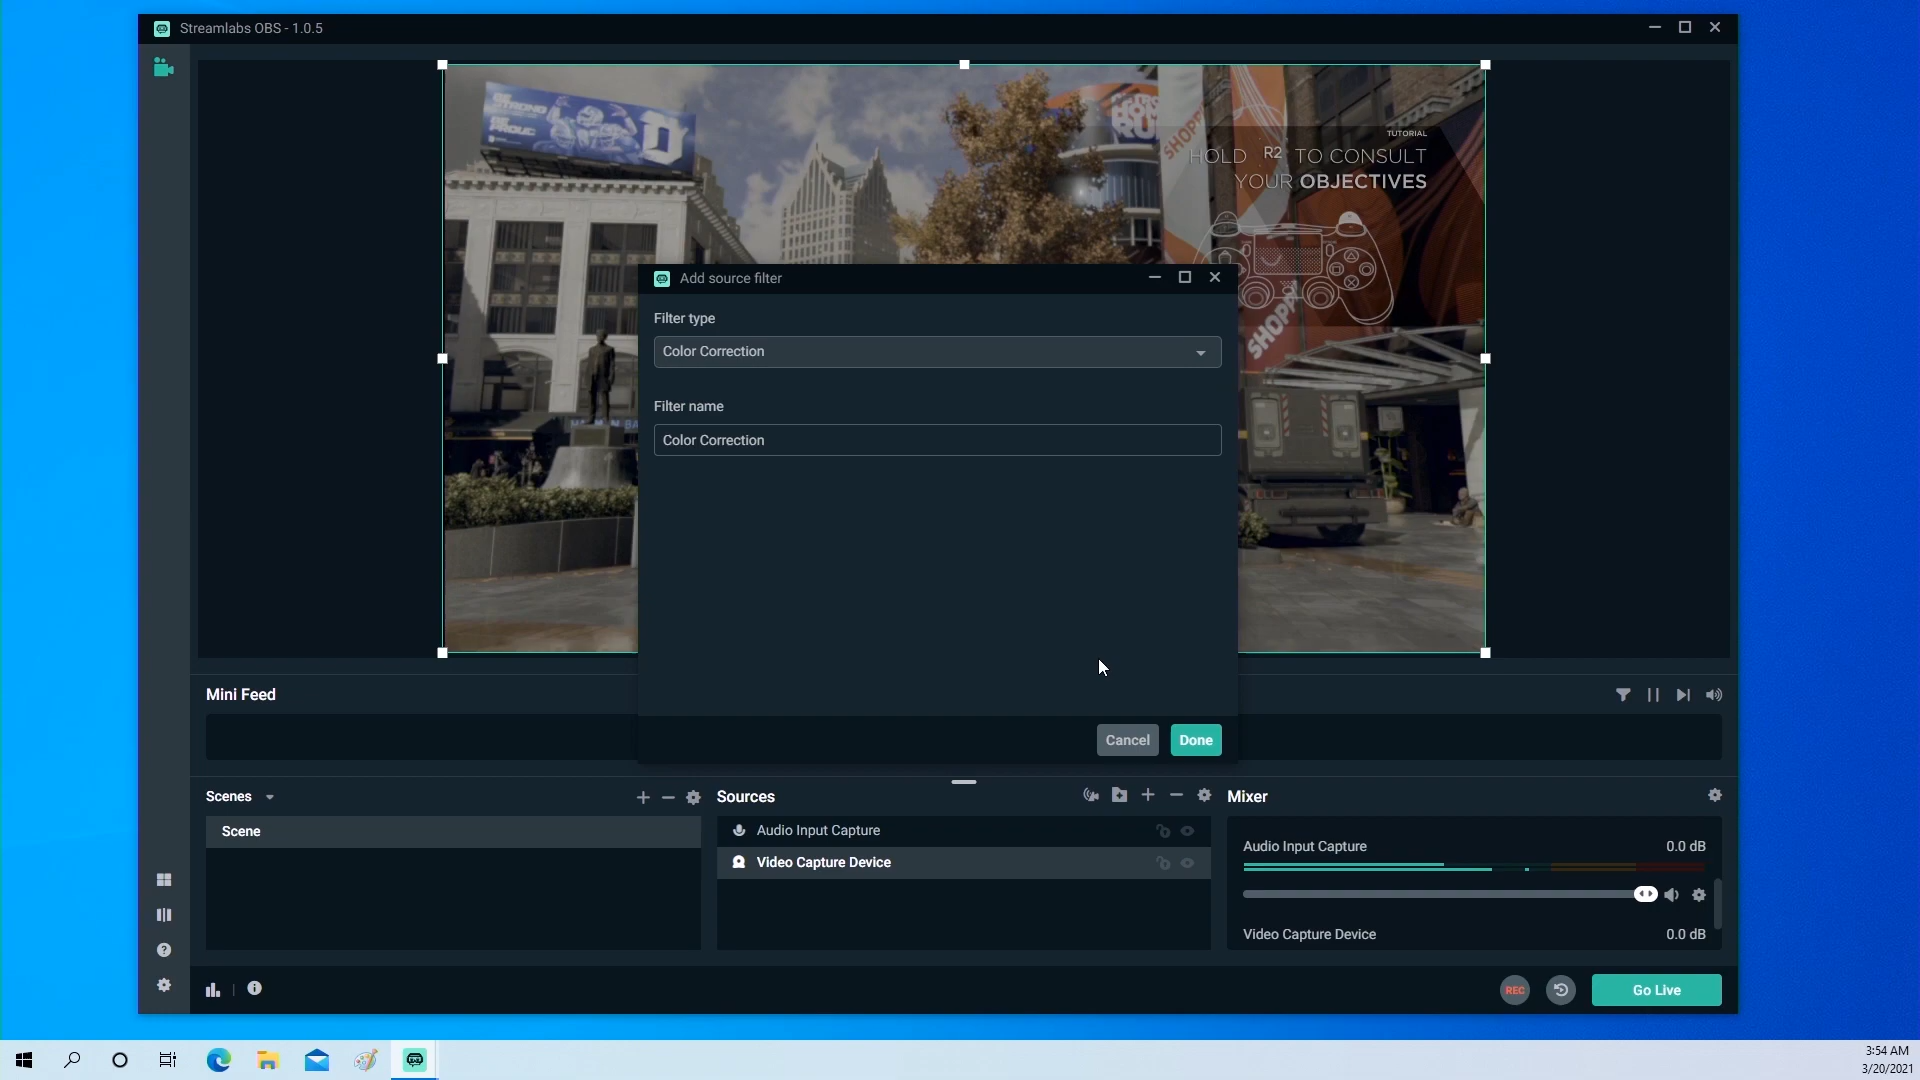 Streamlabs OBS - 1.0.5
PROUD.
D
SHOPP
TUTORIAL
HOLD R2 TO CONSULT
YOUR OBJECTIVES
SHOPPI
Add source filter
Filter type
Color Correction
Filter name
Color Correction
Cancel
Done
Mini Feed
Scenes
Scene
Sources
Audio Input Capture
Video Capture Device
Mixer
Audio Input Capture 0.0 dB
Video Capture Device 0.0 dB
REC
Go Live
3:54 AM
3/20/2021